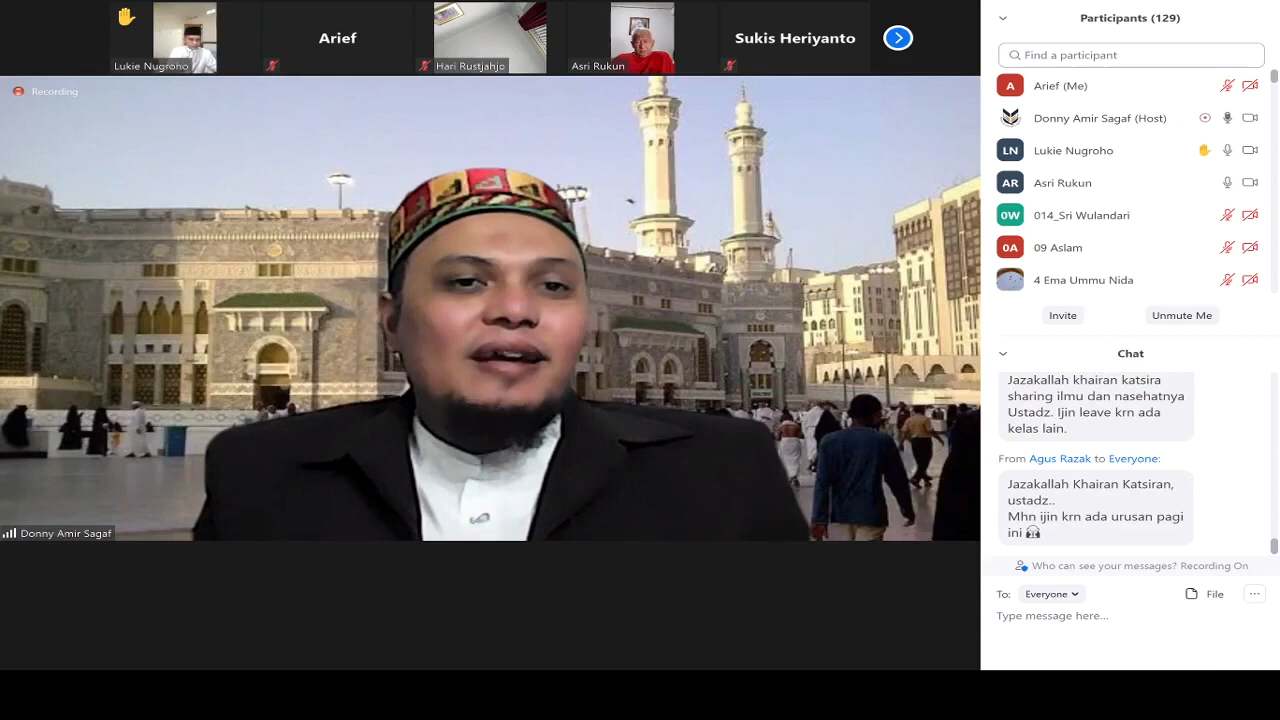 Lukie Nugroho
Arief
Hari Rustjahjo
Asri Rukun
Sukis Heriyanto
Recording
Donny Amir Sagaf
Participants (129)
Find a participant
A
Arief (Me)
Donny Amir Sagaf (Host)
LN
Lukie Nugroho
AR
Asri Rukun
0W
014_Sri Wulandari
0A
09 Aslam
4 Ema Ummu Nida
Invite
Unmute Me
Chat
Jazakallah khairan katsira
sharing ilmu dan nasehatnya
Ustadz. Ijin leave krn ada
kelas lain.
From Agus Razak to Everyone:
Jazakallah Khairan Katsiran,
ustadz..
Mhn ijin krn ada urusan pagi
ini
Who can see your messages? Recording On
To: Everyone
File
Type message here...